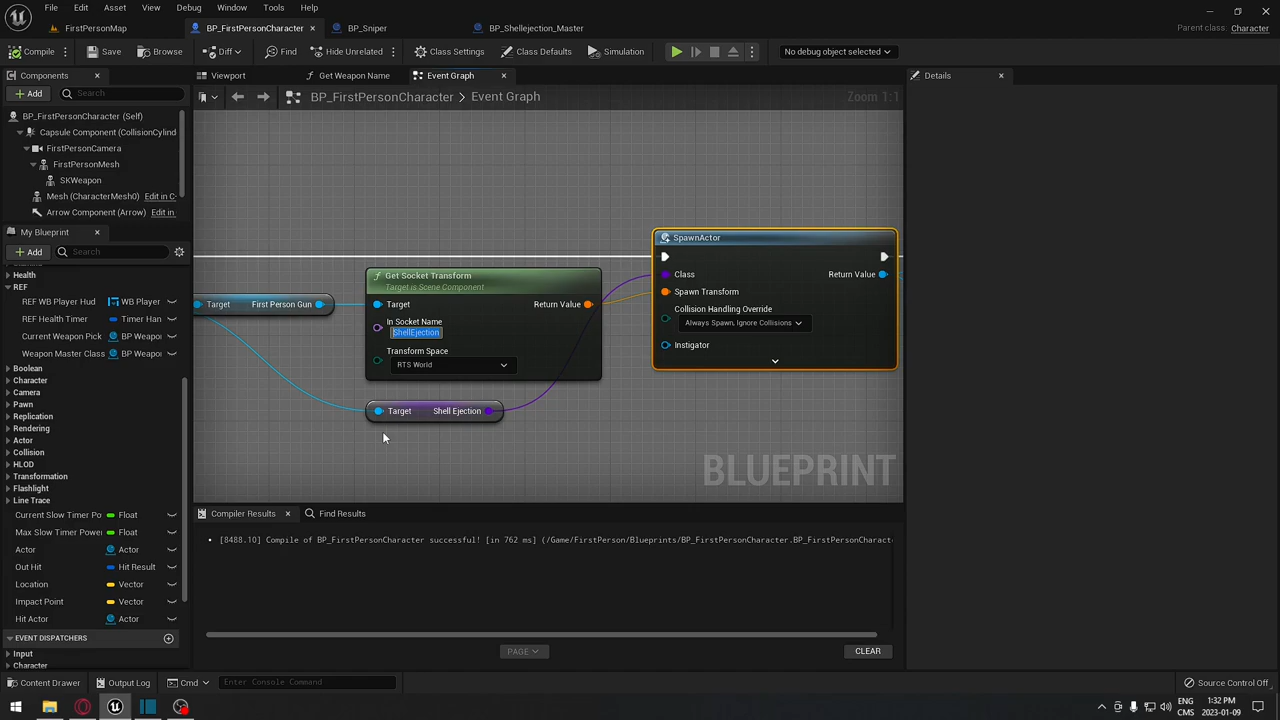 File Edit Asset View Debug Window Tools Help
FirstPersonMap BP_FirstPersonCharacter BP_Sniper BP_Shellejection_Master
Parent class: Character
Compile Save Browse Diff Find Hide Unrelated Class Settings Class Defaults Simulation No debug object selected
Components
Add Search
BP_FirstPersonCharacter (Self)
Capsule Component (CollisionCylind
FirstPersonCamera
FirstPersonMesh
SKWeapon
Mesh (CharacterMesh0) Edit in C
Arrow Component (Arrow) Edit in
My Blueprint
Add Search
Health
REF
REF WB Player Hud WB Player
REF Health Timer Timer Han
Current Weapon Pick BP Weapo
Weapon Master Class BP Weapo
Boolean
Character
Camera
Pawn
Replication
Rendering
Actor
Collision
HLOD
Transformation
Flashlight
Line Trace
Current Slow Timer Po Float
Max Slow Timer Power Float
Actor Actor
Out Hit Hit Result
Location Vector
Impact Point Vector
Hit Actor Actor
EVENT DISPATCHERS
Input
Character
Viewport Get Weapon Name Event Graph
BP_FirstPersonCharacter > Event Graph
Zoom 1:1
Target First Person Gun
Get Socket Transform
Target is Scene Component
Target Return Value
In Socket Name
ShellEjection
Transform Space
RTS World
Target Shell Ejection
SpawnActor
Class Return Value
Spawn Transform
Collision Handling Override
Always Spawn, Ignore Collisions
Instigator
BLUEPRINT
Compiler Results Find Results
[8488.10] Compile of BP_FirstPersonCharacter successful! [in 762 ms] (/Game/FirstPerson/Blueprints/BP_FirstPersonCharacter.BP_FirstPersonCharacte
PAGE
CLEAR
Details
Content Drawer Output Log Cmd Enter Console Command
Source Control Off
ENG
CMS
1:32 PM
2023-01-09